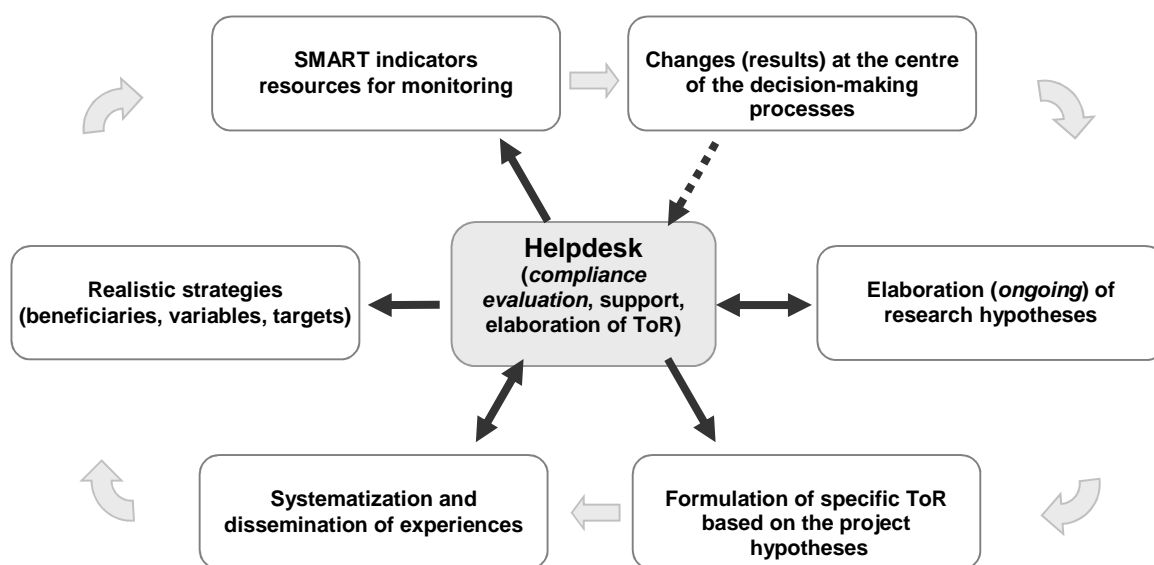 SMART indicators
resources for monitoring
Changes (results) at the centre
of the decision-making
processes
Helpdesk
(compliance
evaluation, support,
elaboration of ToR)
Realistic strategies
(beneficiaries, variables, targets)
Elaboration (ongoing) of
research hypotheses
Systematization and
dissemination of experiences
Formulation of specific ToR
based on the project
hypotheses